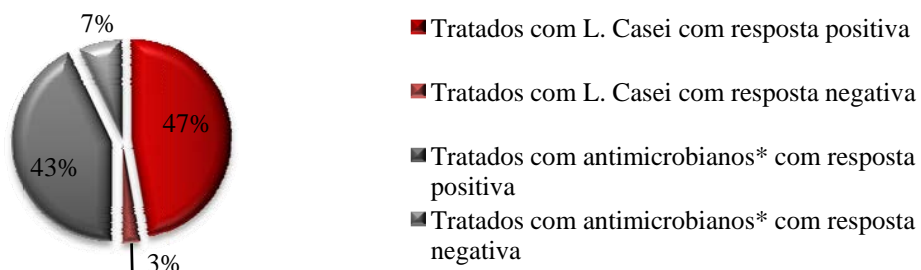 7%
47%
43%
3%
Tratados com L. Casei com resposta positiva
Tratados com L. Casei com resposta negativa
Tratados com antimicrobianos* com resposta
positiva
Tratados com antimicrobianos* com resposta
negativa